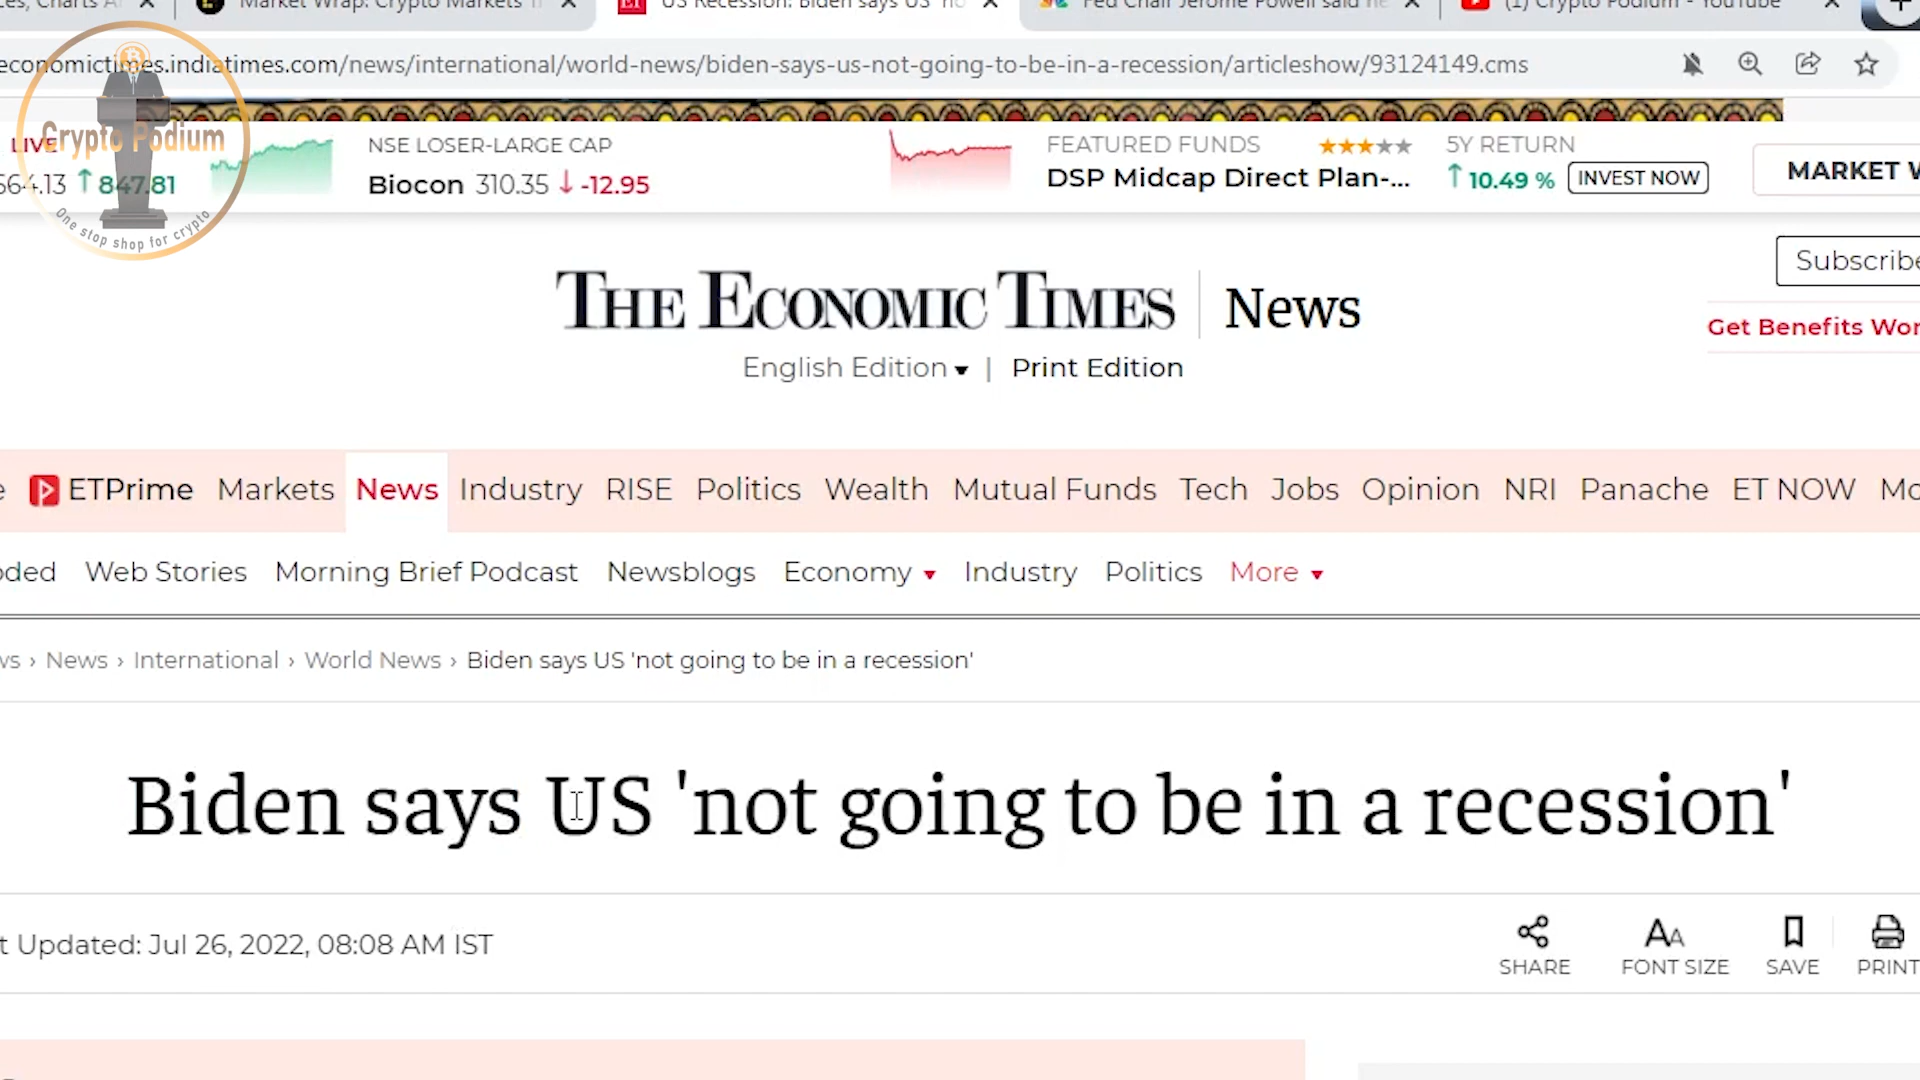 Market Wrap: Crypto Markets
US Recession: Biden says US 'no
Fed Chair Jerome Powell said he
(1) Crypto Podium - YouTube
economictimes.indiatimes.com/news/international/world-news/biden-says-us-not-going-to-be-in-a-recession/articleshow/93124149.cms
Crypto Podium
One stop shop for crypto
LIVE
564.13 ↑ 847.81
NSE LOSER-LARGE CAP
Biocon 310.35 ↓ -12.95
FEATURED FUNDS ★★★★★
DSP Midcap Direct Plan-...
5Y RETURN
↑ 10.49 % INVEST NOW
MARKET W
Subscribe
THE ECONOMIC TIMES | News
Get Benefits Wor
English Edition ▾ | Print Edition
e ETPrime Markets News Industry RISE Politics Wealth Mutual Funds Tech Jobs Opinion NRI Panache ET NOW Mo
oded Web Stories Morning Brief Podcast Newsblogs Economy ▾ Industry Politics More ▾
ws › News › International › World News › Biden says US 'not going to be in a recession'
Biden says US 'not going to be in a recession'
t Updated: Jul 26, 2022, 08:08 AM IST
SHARE FONT SIZE SAVE PRINT